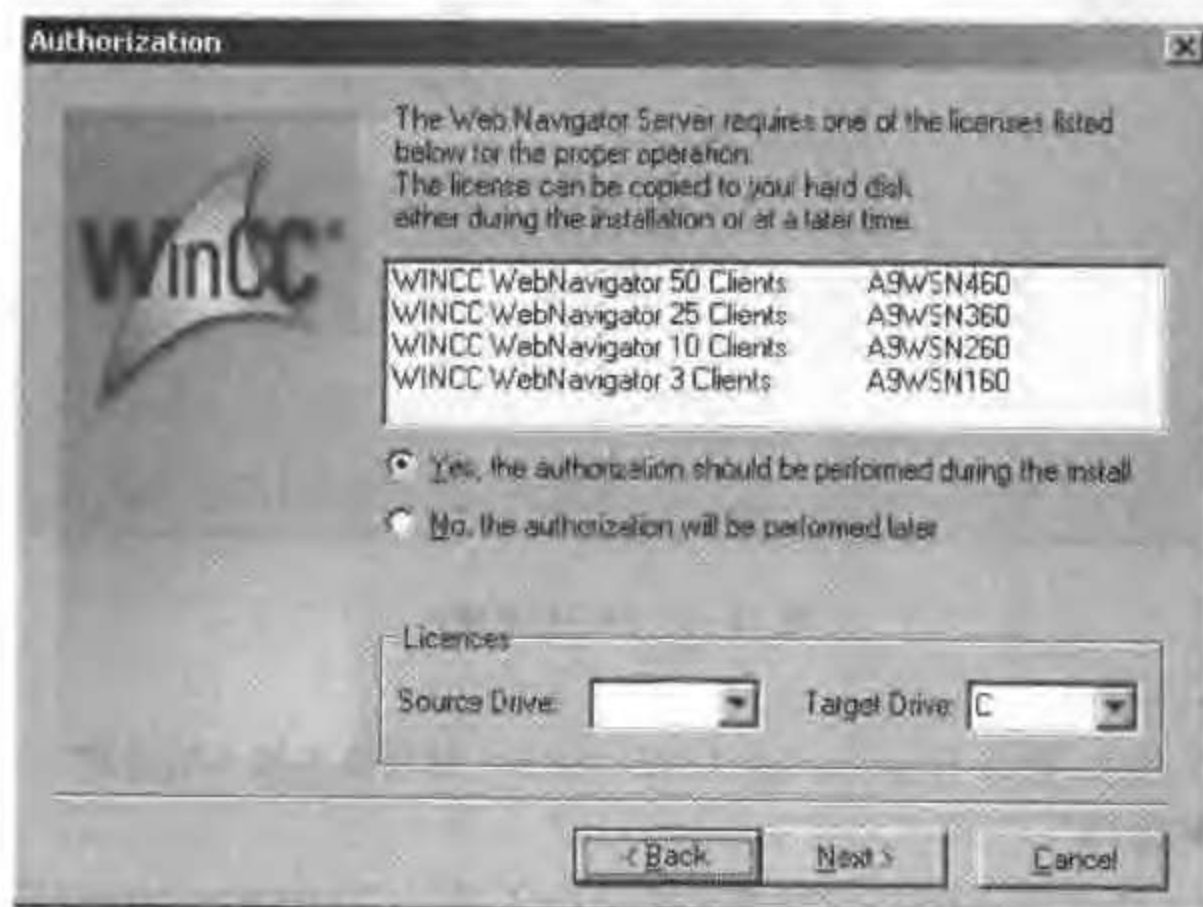 Authorization
The Web Navigator Server requires one of the licenses listed
below for the proper operation.
The license can be copied to your hard disk
either during the installation or at a later time.
WinCC
WINCC WebNavigator 50 Clients A9WSN460
WINCC WebNavigator 25 Clients A9WSN360
WINCC WebNavigator 10 Clients A9WSN260
WINCC WebNavigator 3 Clients A9WSN160
Yes, the authorization should be performed during the install
No, the authorization will be performed later
Licences
Source Drive: Target Drive: C
< Back Next > Cancel